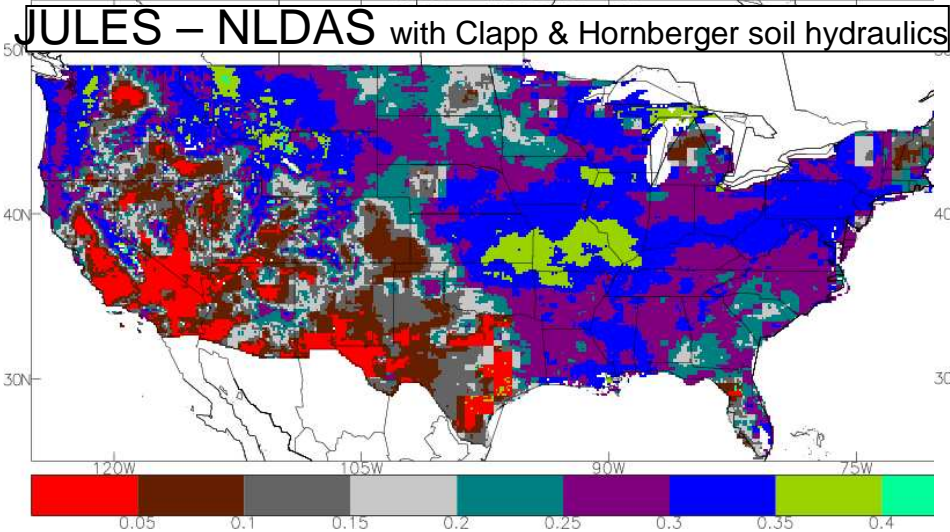 JULES – NLDAS with Clapp & Hornberger soil hydraulics
50N
40N 40
30N 30
120W 105W 90W 75W
0.05 0.1 0.15 0.2 0.25 0.3 0.35 0.4